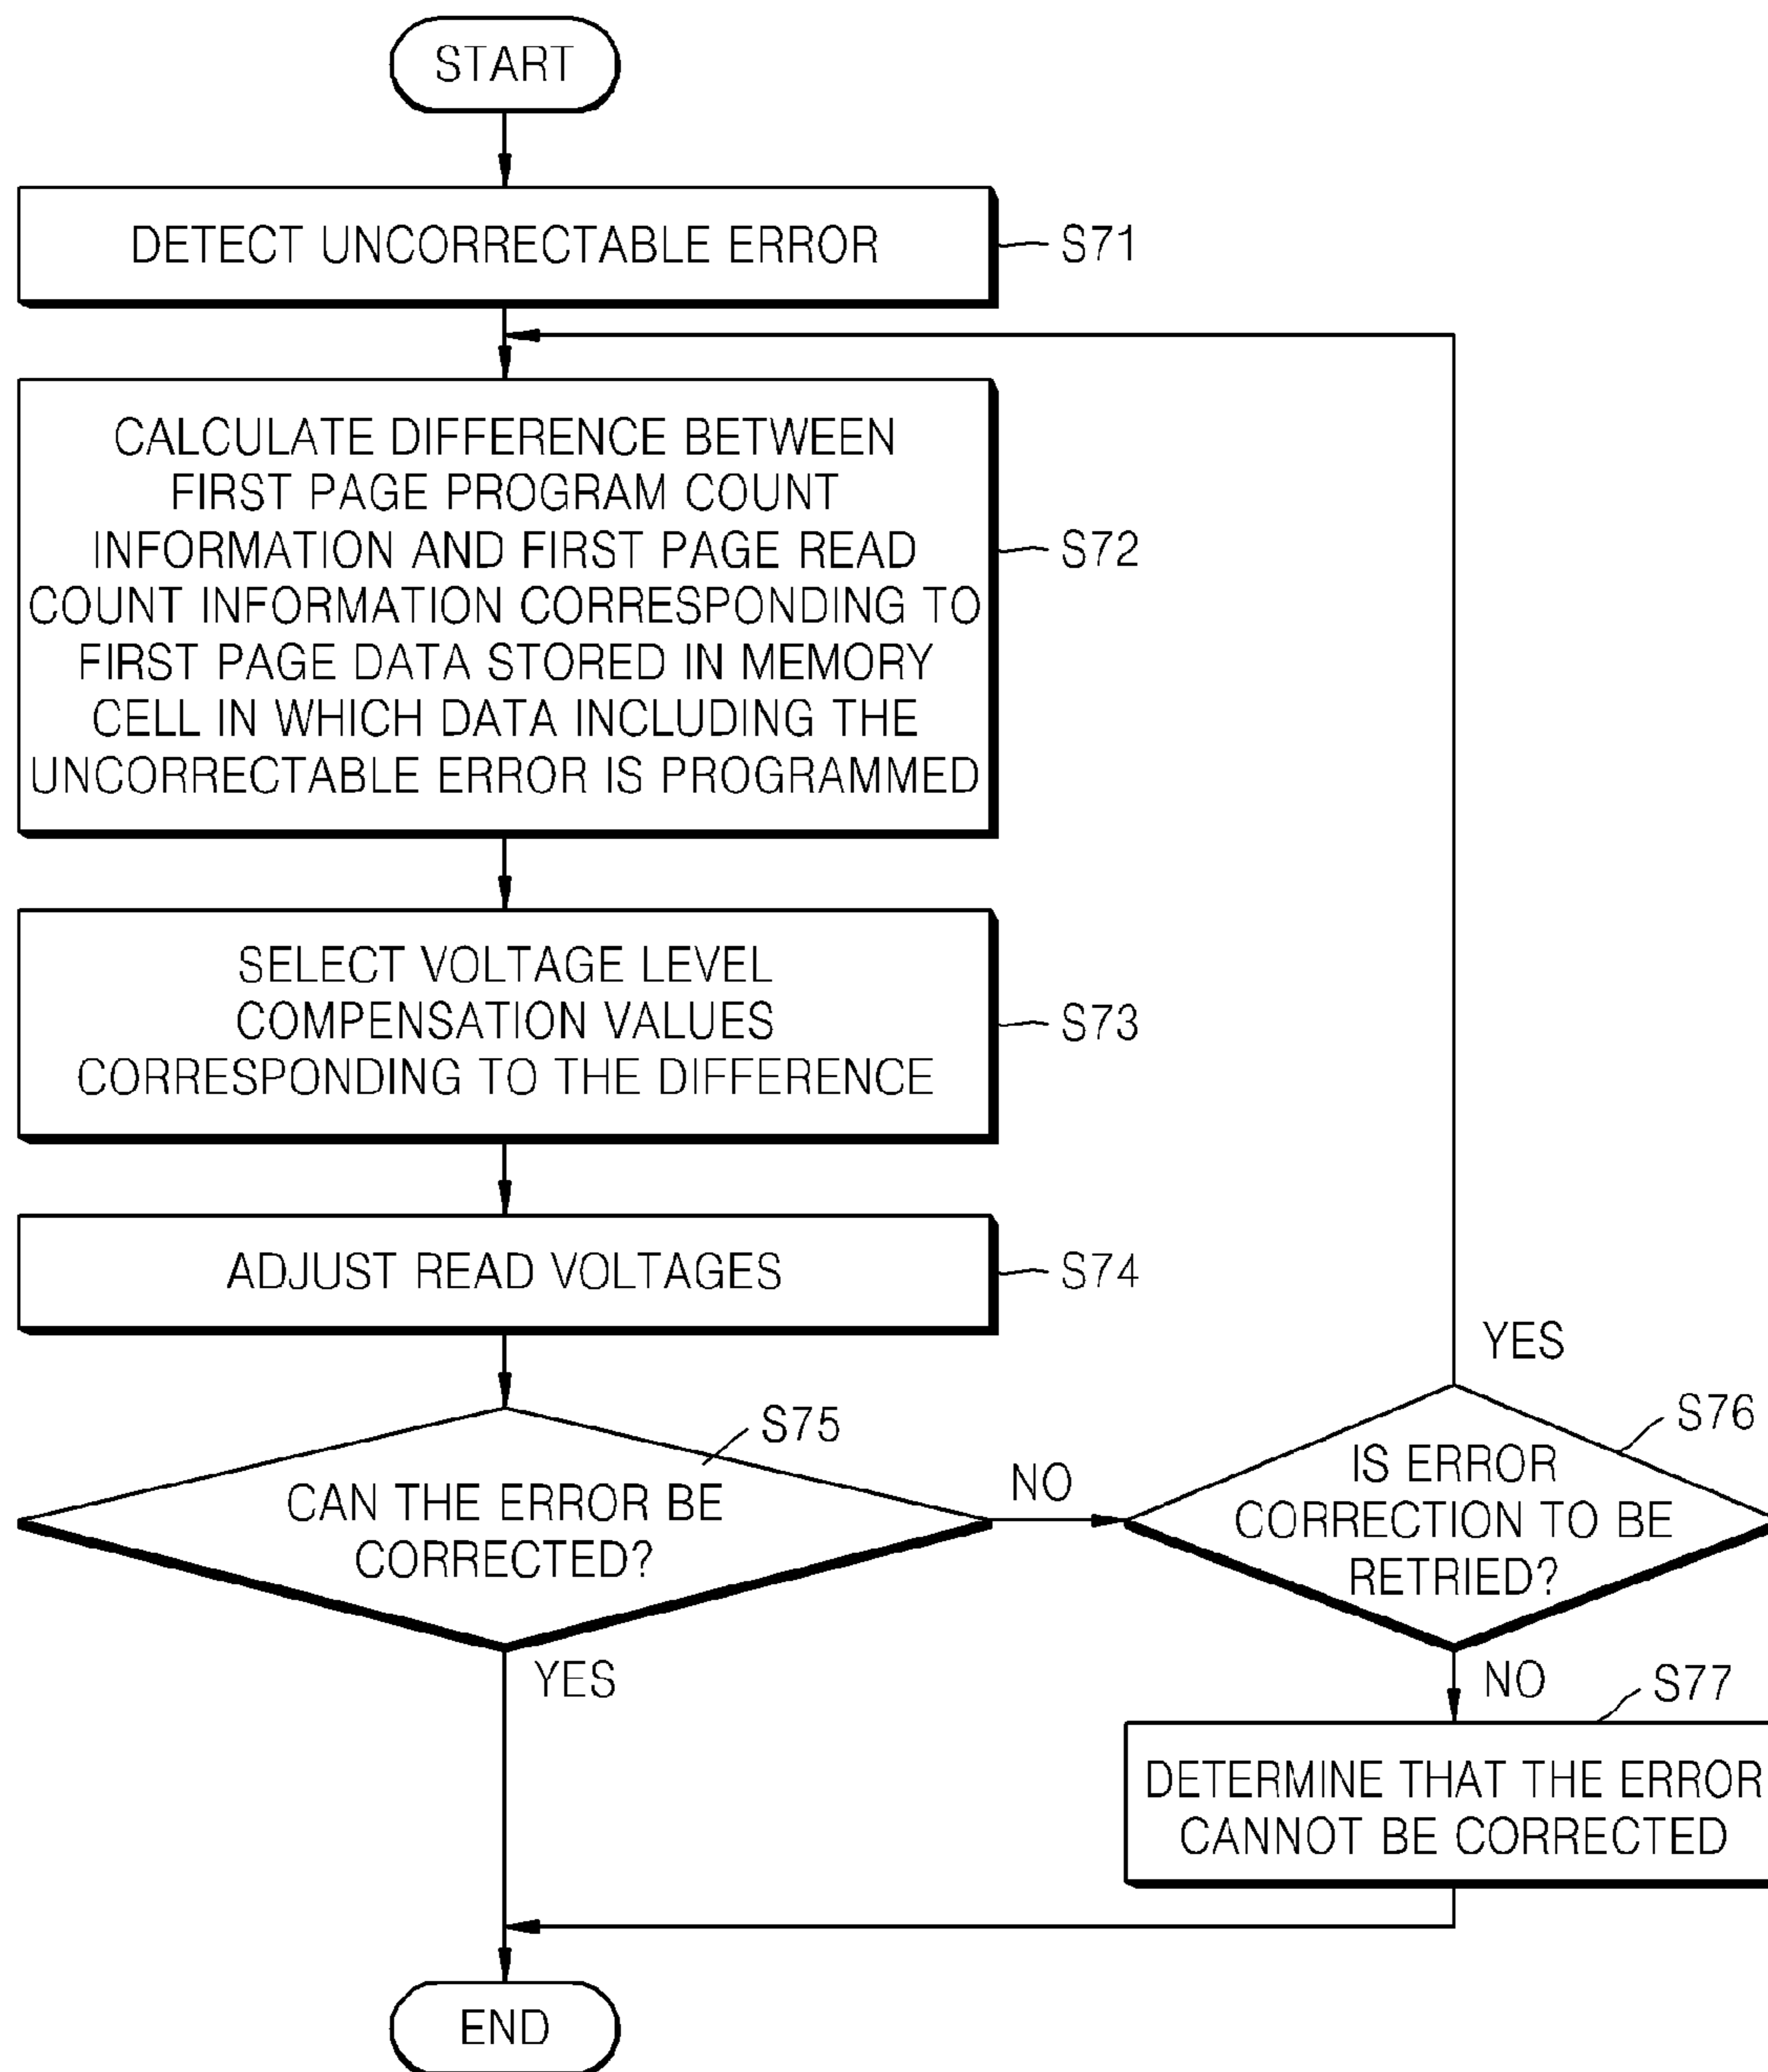 START
DETECT UNCORRECTABLE ERROR
S71
CALCULATE DIFFERENCE BETWEEN
FIRST PAGE PROGRAM COUNT
INFORMATION AND FIRST PAGE READ
COUNT INFORMATION CORRESPONDING TO
FIRST PAGE DATA STORED IN MEMORY
CELL IN WHICH DATA INCLUDING THE
UNCORRECTABLE ERROR IS PROGRAMMED
S72
SELECT VOLTAGE LEVEL
COMPENSATION VALUES
CORRESPONDING TO THE DIFFERENCE
S73
ADJUST READ VOLTAGES
S74
CAN THE ERROR BE
CORRECTED?
S75
NO
YES
IS ERROR
CORRECTION TO BE
RETRIED?
S76
YES
NO
S77
DETERMINE THAT THE ERROR
CANNOT BE CORRECTED
END